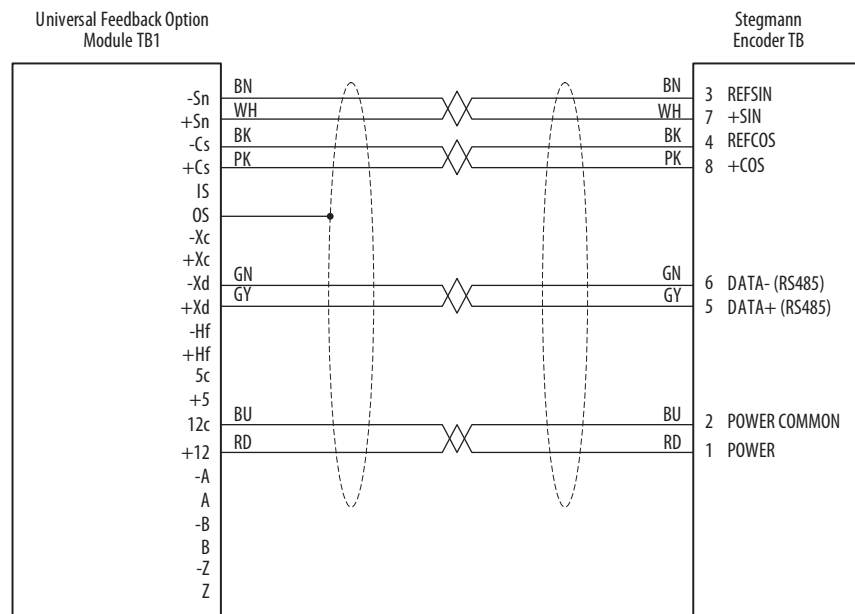 Universal Feedback Option
Module TB1
Stegmann
Encoder TB
-Sn BN BN 3 REFSIN
+Sn WH WH 7 +SIN
-Cs BK BK 4 REFCOS
+Cs PK PK 8 +COS
IS
OS
-Xc
+Xc
-Xd GN GN 6 DATA- (RS485)
+Xd GY GY 5 DATA+ (RS485)
-Hf
+Hf
5c
+5
12c BU BU 2 POWER COMMON
+12 RD RD 1 POWER
-A
A
-B
B
-Z
Z